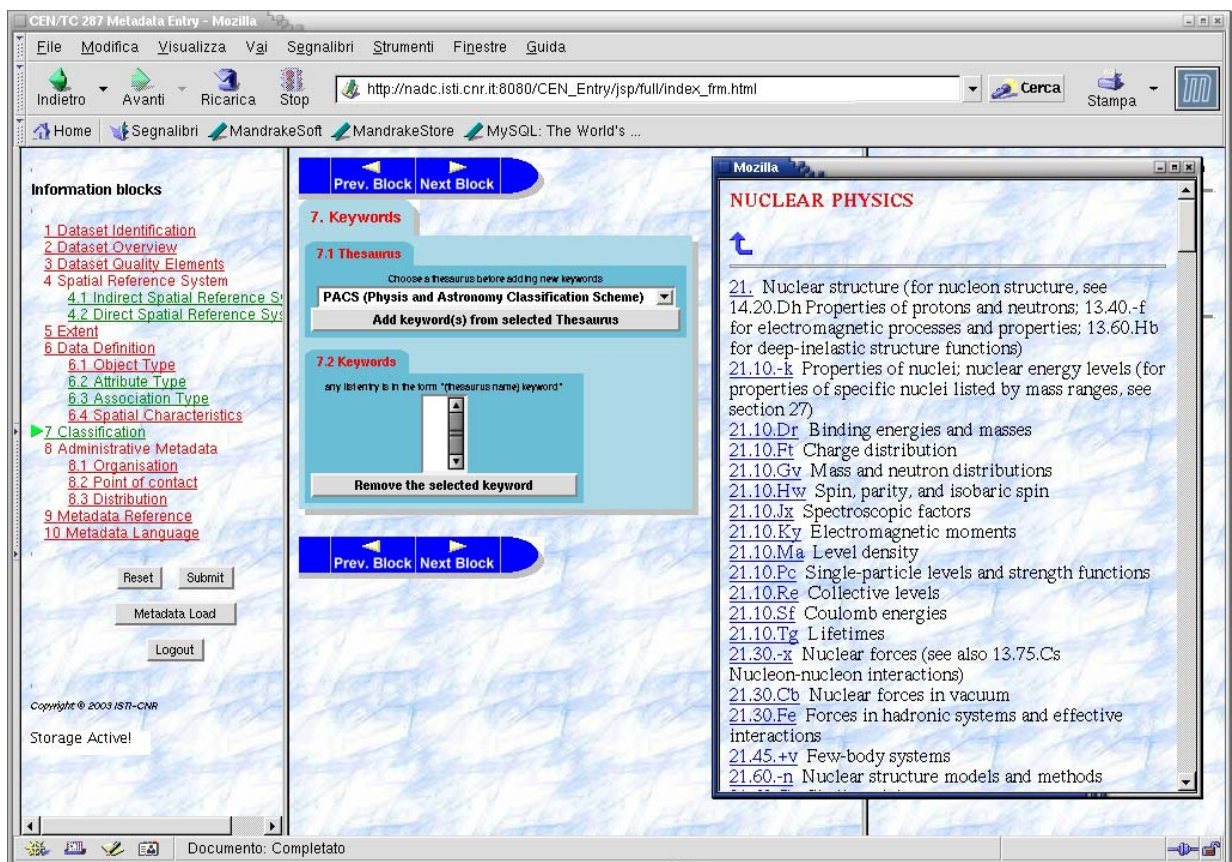 CEN/TC 287 Metadata Entry - Mozilla
File Modifica Visualizza Vai Segnalibri Strumenti Finestre Guida
Indietro Avanti Ricarica Stop http://nadc.isti.cnr.it:8080/CEN_Entry/jsp/full/index_frm.html Cerca Stampa
Home Segnalibri MandrakeSoft MandrakeStore MySQL: The World's ...
Information blocks
1 Dataset Identification
2 Dataset Overview
3 Dataset Quality Elements
4 Spatial Reference System
4.1 Indirect Spatial Reference Sy
4.2 Direct Spatial Reference Sys
5 Extent
6 Data Definition
6.1 Object Type
6.2 Attribute Type
6.3 Association Type
6.4 Spatial Characteristics
7 Classification
8 Administrative Metadata
8.1 Organisation
8.2 Point of contact
8.3 Distribution
9 Metadata Reference
10 Metadata Language
Reset Submit
Metadata Load
Logout
Copyright © 2003 ISTI-CNR
Storage Active!
Prev. Block Next Block
7. Keywords
7.1 Thesaurus
Choose a thesaurus before adding new keywords
PACS (Physis and Astronomy Classification Scheme)
Add keyword(s) from selected Thesaurus
7.2 Keywords
any list entry is in the form "(thesaurus name) keyword"
Remove the selected keyword
Prev. Block Next Block
Mozilla
NUCLEAR PHYSICS
21. Nuclear structure (for nucleon structure, see
14.20.Dh Properties of protons and neutrons; 13.40.-f
for electromagnetic processes and properties; 13.60.Hb
for deep-inelastic structure functions)
21.10.-k Properties of nuclei; nuclear energy levels (for
properties of specific nuclei listed by mass ranges, see
section 27)
21.10.Dr Binding energies and masses
21.10.Ft Charge distribution
21.10.Gv Mass and neutron distributions
21.10.Hw Spin, parity, and isobaric spin
21.10.Jx Spectroscopic factors
21.10.Ky Electromagnetic moments
21.10.Ma Level density
21.10.Pc Single-particle levels and strength functions
21.10.Re Collective levels
21.10.Sf Coulomb energies
21.10.Tg Lifetimes
21.30.-x Nuclear forces (see also 13.75.Cs
Nucleon-nucleon interactions)
21.30.Cb Nuclear forces in vacuum
21.30.Fe Forces in hadronic systems and effective
interactions
21.45.+v Few-body systems
21.60.-n Nuclear structure models and methods
Documento: Completato